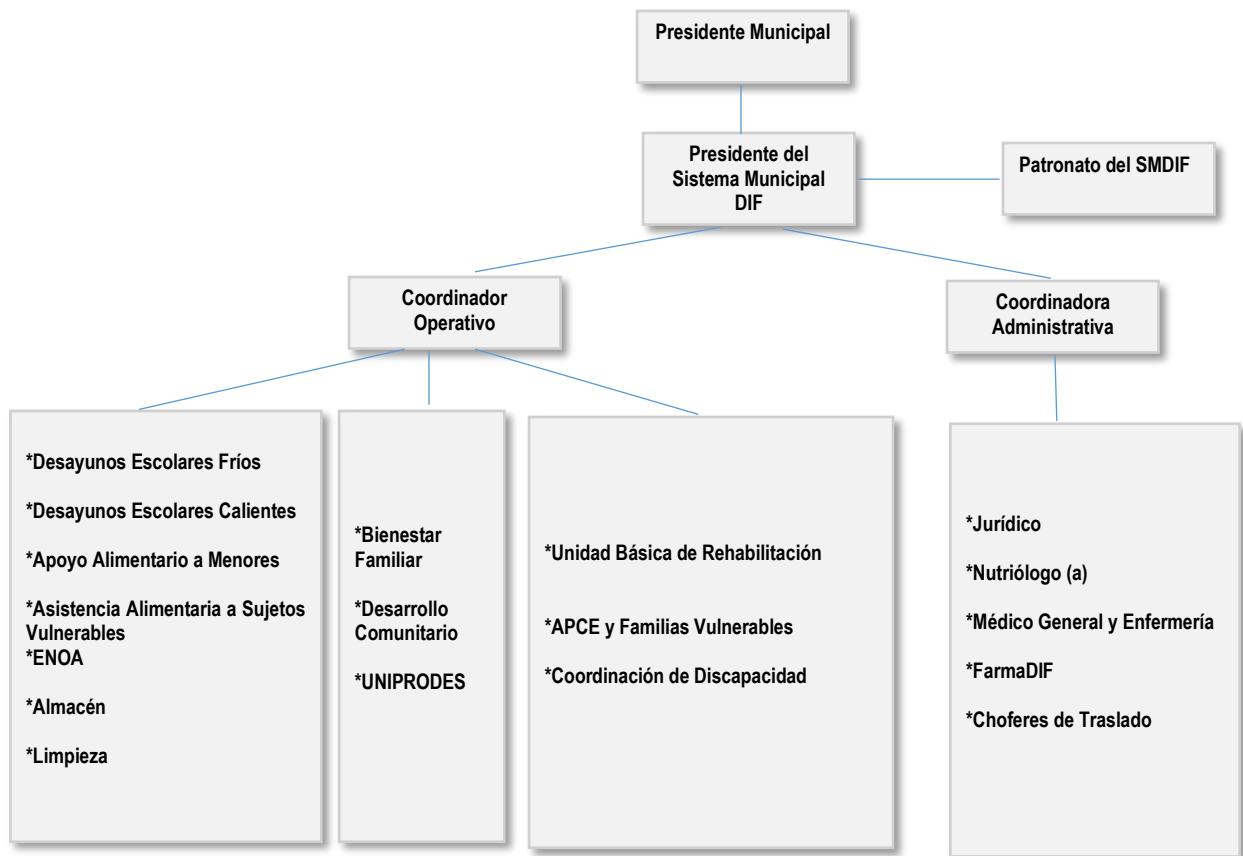 Presidente Municipal
Presidente del
Sistema Municipal
DIF
Patronato del SMDIF
Coordinador
Operativo
Coordinadora
Administrativa
*Desayunos Escolares Fríos
*Desayunos Escolares Calientes
*Apoyo Alimentario a Menores
*Asistencia Alimentaria a Sujetos
Vulnerables
*ENOA
*Almacén
*Limpieza
*Bienestar
Familiar
*Desarrollo
Comunitario
*UNIPRODES
*Unidad Básica de Rehabilitación
*APCE y Familias Vulnerables
*Coordinación de Discapacidad
*Jurídico
*Nutriólogo (a)
*Médico General y Enfermería
*FarmaDIF
*Choferes de Traslado